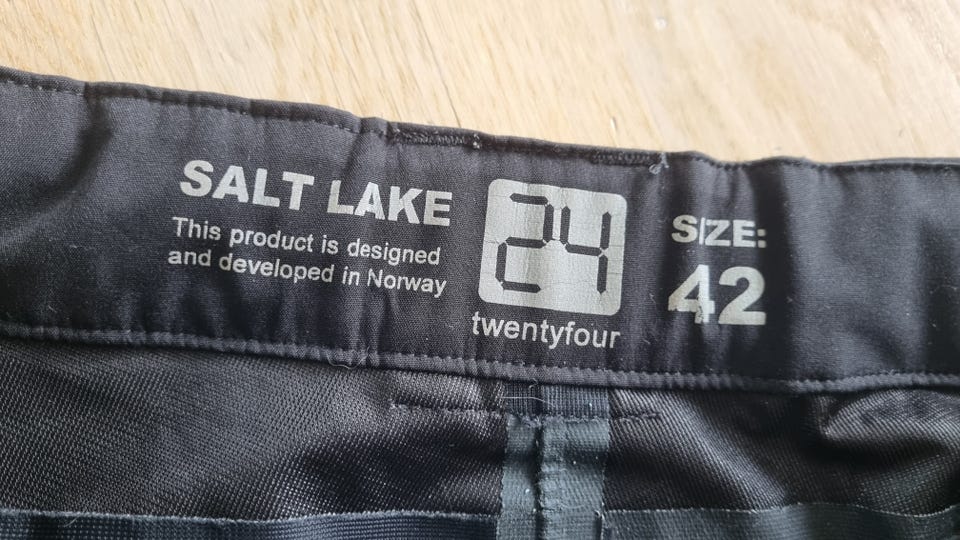 SALT LAKE
This product is designed
and developed in Norway
24
twentyfour
SIZE:
42